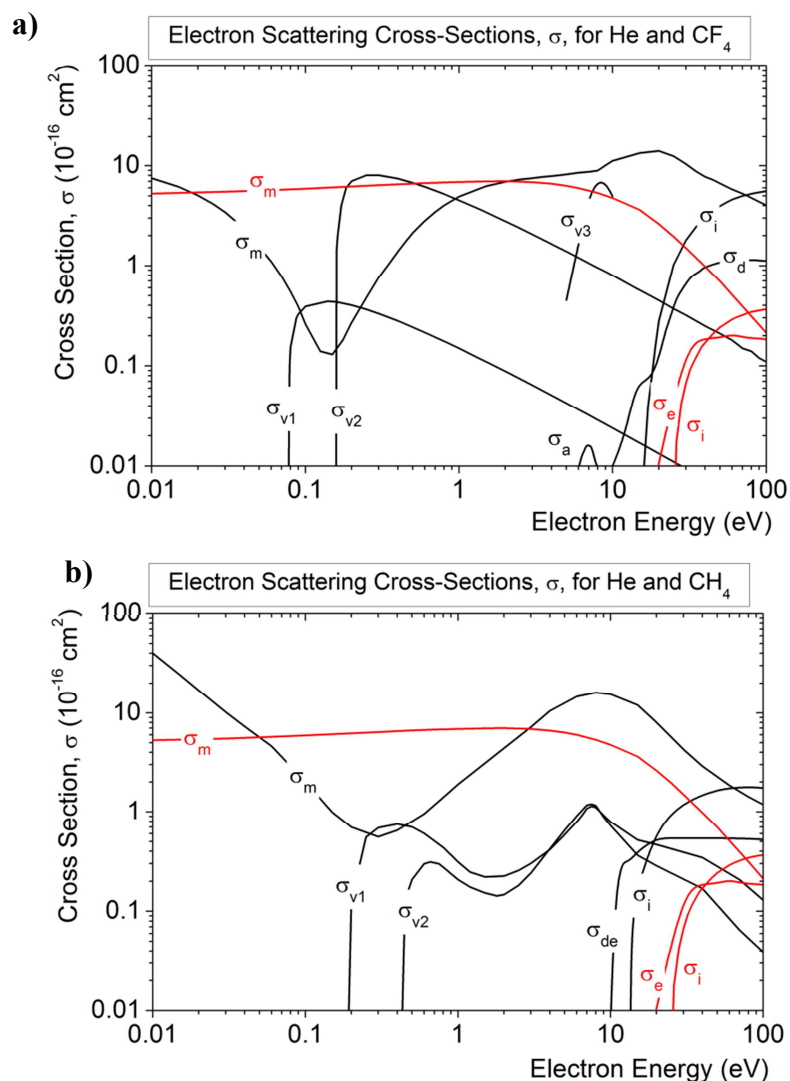 a)
Electron Scattering Cross-Sections, σ, for He and CF₄
Cross Section, σ (10⁻¹⁶ cm²)
100
10
1
0.1
0.01
σₘ
σₘ
σᵥ₁
σᵥ₂
σᵥ₃
σₐ
σᵢ
σ_d
σₑ
σᵢ
0.01
0.1
1
10
100
Electron Energy (eV)
b)
Electron Scattering Cross-Sections, σ, for He and CH₄
Cross Section, σ (10⁻¹⁶ cm²)
100
10
1
0.1
0.01
σₘ
σₘ
σᵥ₁
σᵥ₂
σ_de
σᵢ
σₑ
σᵢ
0.01
0.1
1
10
100
Electron Energy (eV)